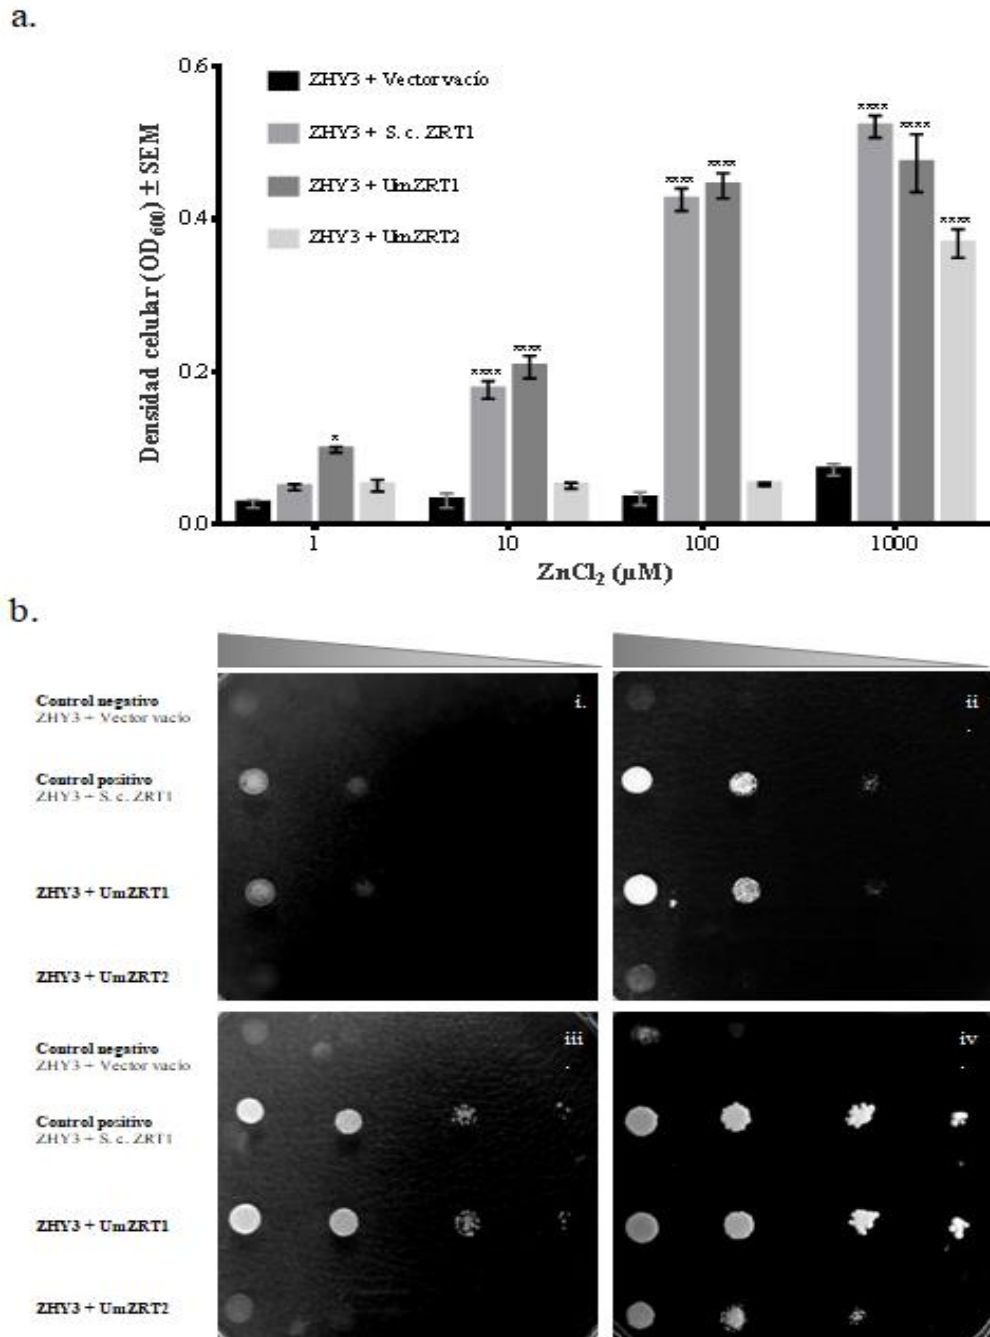 a.
0.6
ZHY3 + Vector vacío
ZHY3 + S. c. ZRT1
ZHY3 + UmZRT1
ZHY3 + UmZRT2
0.4
0.2
0.0
Densidad celular (OD600) ± SEM
*
****
****
****
****
****
****
****
1
10
100
1000
ZnCl2 (µM)
b.
Control negativo
ZHY3 + Vector vacío
Control positivo
ZHY3 + S. c. ZRT1
ZHY3 + UmZRT1
ZHY3 + UmZRT2
i.
ii
.
Control negativo
ZHY3 + Vector vacío
Control positivo
ZHY3 + S. c. ZRT1
ZHY3 + UmZRT1
ZHY3 + UmZRT2
iii
.
iv
.